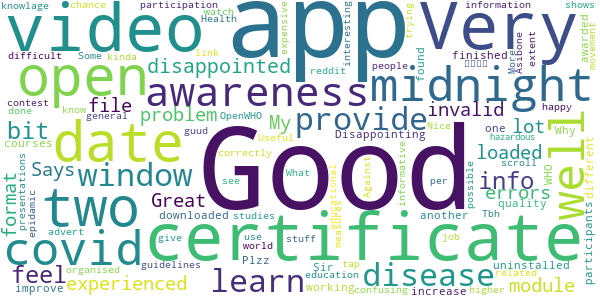 knowlage chance participation shows
Some kinda watch Health information
video app Very
link interesting expensive trying
difficult reddit people finished More Asibone extent awarded movement
open disappointed midnight
contest done know found
awareness
file general OpenWHO one happy
date problem My provide invalid
guud Disappointing Nice Why
bit courses Useful lot well
Says window correctly hazardous
Great Against loaded info WHO different
format presentations epidamic see What informative per scroll possible
two Good errors
downloaded studies educational measures quality
covid certificate
advert give use world stuff another Tbh participants
feel organised Plzz Sir education job uninstalled
learn disease
guidelines tap related
improve experienced working confusing increase higher module